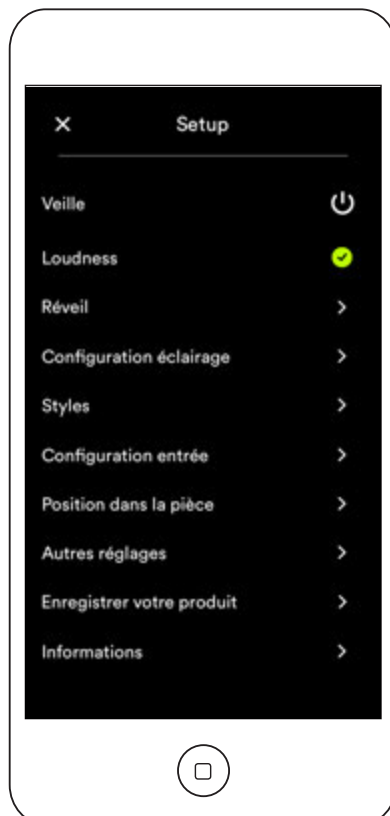 Setup
Veille
Loudness
Réveil
Configuration éclairage
Styles
Configuration entrée
Position dans la pièce
Autres réglages
Enregistrer votre produit
Informations